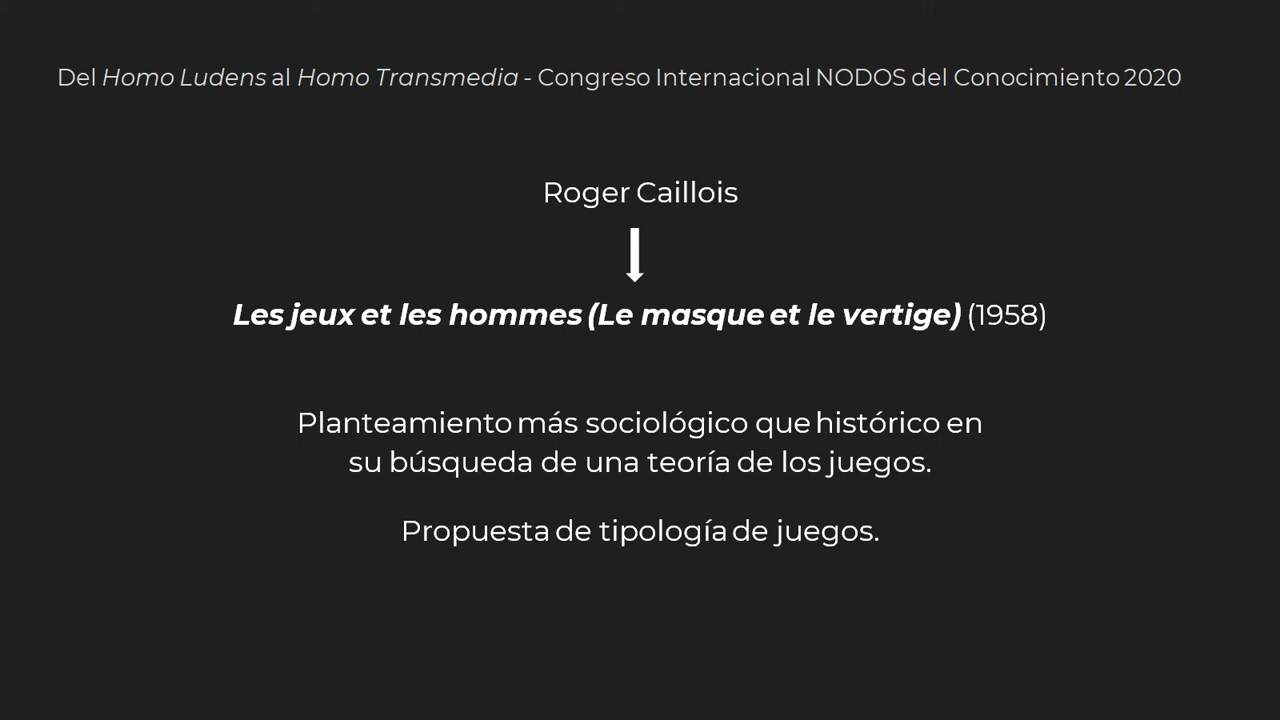 Del Homo Ludens al Homo Transmedia - Congreso Internacional NODOS del Conocimiento 2020
Roger Caillois
Les jeux et les hommes (Le masque et le vertige) (1958)
Planteamiento más sociológico que histórico en
su búsqueda de una teoría de los juegos.
Propuesta de tipología de juegos.